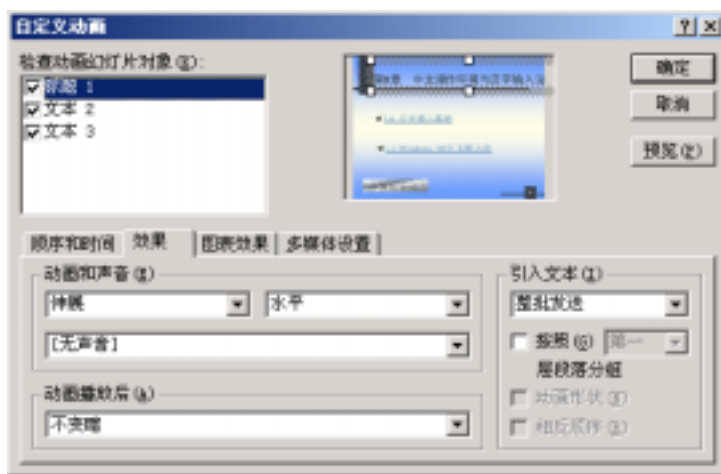 自定义动画
检查动画幻灯片对象(E):
标题 1
文本 2
文本 3
确定
取消
预览(P)
顺序和时间 效果 图表效果 多媒体设置
动画和声音(E)
伸展 水平
[无声音]
动画播放后(A)
不变暗
引入文本(I)
整批发送
按照(G) 第一
层段落分组
动画形状(X)
相反顺序(R)